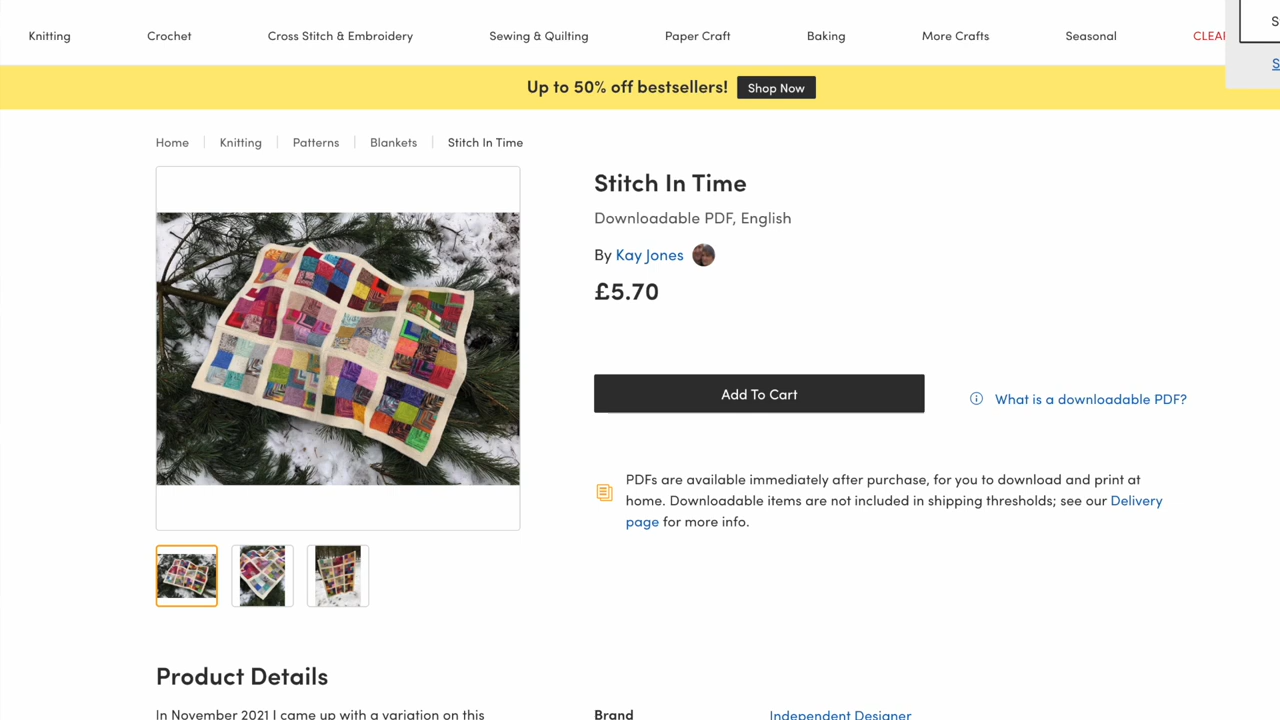 Knitting Crochet Cross Stitch & Embroidery Sewing & Quilting Paper Craft Baking More Crafts Seasonal
Up to 50% off bestsellers! Shop Now
Home Knitting Patterns Blankets Stitch In Time
Stitch In Time
Downloadable PDF, English
By Kay Jones
£5.70
Add To Cart
What is a downloadable PDF?
PDFs are available immediately after purchase, for you to download and print at
home. Downloadable items are not included in shipping thresholds; see our Delivery
page for more info.
Product Details
In November 2021 I came up with a variation on this
Brand Independent Designer